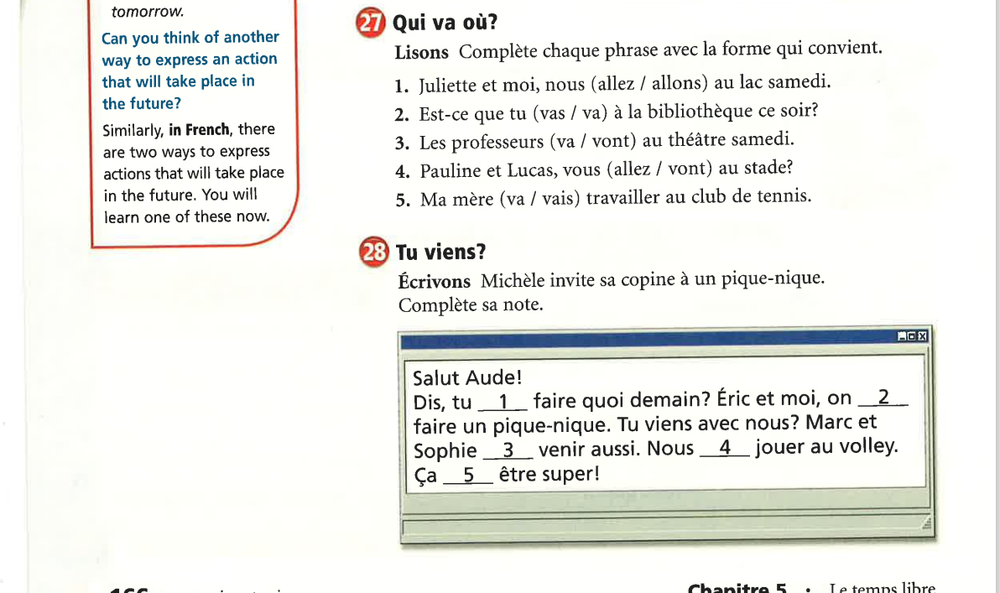 tomorrow.
Can you think of another
way to express an action
that will take place in
the future?
Similarly, in French, there
are two ways to express
actions that will take place
in the future. You will
learn one of these now.
27 Qui va où?
Lisons Complète chaque phrase avec la forme qui convient.
1. Juliette et moi, nous (allez / allons) au lac samedi.
2. Est-ce que tu (vas / va) à la bibliothèque ce soir?
3. Les professeurs (va / vont) au théâtre samedi.
4. Pauline et Lucas, vous (allez / vont) au stade?
5. Ma mère (va / vais) travailler au club de tennis.
28 Tu viens?
Écrivons Michèle invite sa copine à un pique-nique.
Complète sa note.
Salut Aude!
Dis, tu __1__ faire quoi demain? Éric et moi, on __2__
faire un pique-nique. Tu viens avec nous? Marc et
Sophie __3__ venir aussi. Nous __4__ jouer au volley.
Ça __5__ être super!
Chapitre 5 • Le temps libre